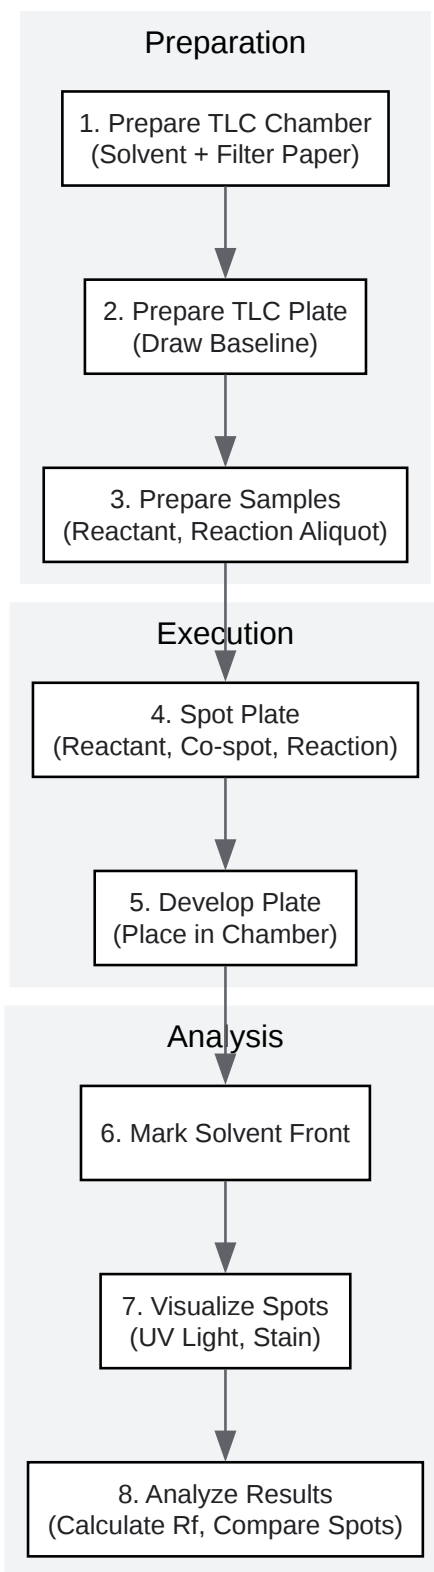 Preparation
1. Prepare TLC Chamber
(Solvent + Filter Paper)
2. Prepare TLC Plate
(Draw Baseline)
3. Prepare Samples
(Reactant, Reaction Aliquot)
Execution
4. Spot Plate
(Reactant, Co-spot, Reaction)
5. Develop Plate
(Place in Chamber)
Analysis
6. Mark Solvent Front
7. Visualize Spots
(UV Light, Stain)
8. Analyze Results
(Calculate Rf, Compare Spots)